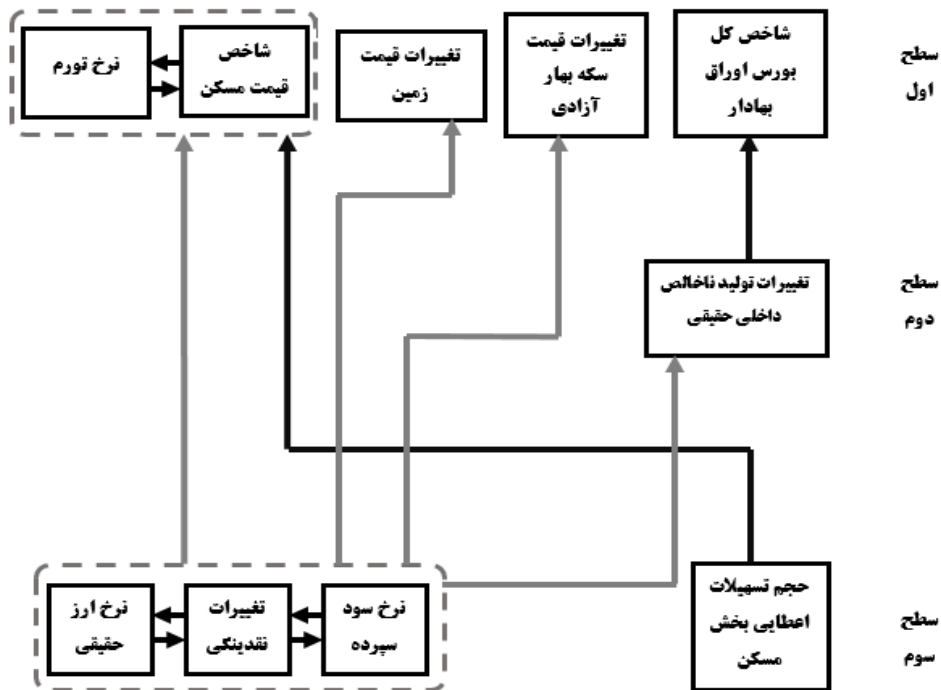 سطح
اول
شاخص کل
بورس اوراق
بهادار
تغییرات قیمت
سکه بهار
آزادی
تغییرات قیمت
زمین
شاخص
قیمت مسکن
نرخ تورم
سطح
دوم
تغییرات تولید ناخالص
داخلی حقیقی
سطح
سوم
حجم تسهیلات
اعطایی بخش
مسکن
نرخ سود
سپرده
تغییرات
نقدینگی
نرخ ارز
حقیقی